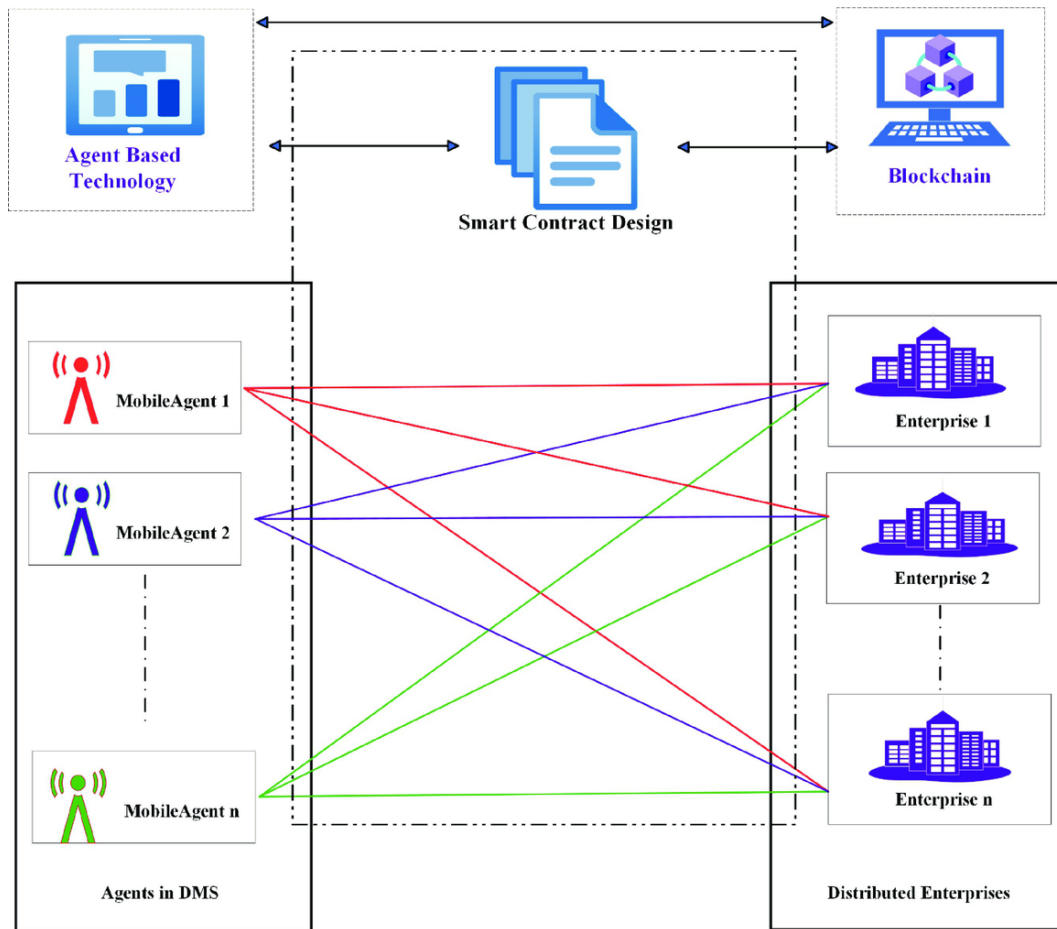 Agent Based
Technology
Smart Contract Design
Blockchain
MobileAgent 1
MobileAgent 2
MobileAgent n
Agents in DMS
Enterprise 1
Enterprise 2
Enterprise n
Distributed Enterprises